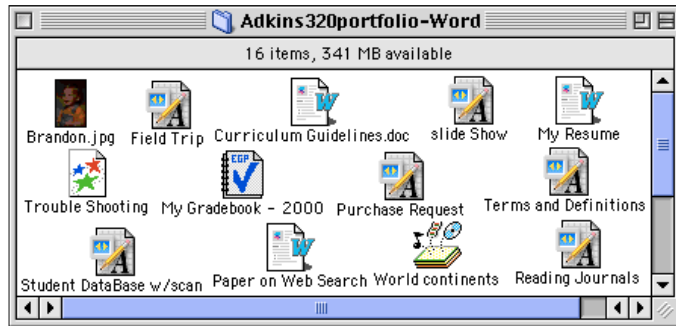 Adkins320portfolio-Word
16 items, 341 MB available
Brandon.jpg
Field Trip
Curriculum Guidelines.doc
slide Show
My Resume
Trouble Shooting
EGP
My Gradebook - 2000
Purchase Request
Terms and Definitions
Student DataBase w/scan
Paper on Web Search
World continents
Reading Journals